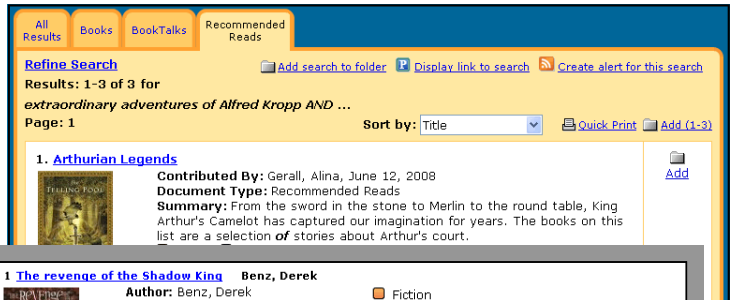 All Results
Books
BookTalks
Recommended Reads
Refine Search
Add search to folder P Display link to search Create alert for this search
Results: 1-3 of 3 for
extraordinary adventures of Alfred Kropp AND ...
Page: 1
Sort by: Title
Quick Print Add (1-3)
1. Arthurian Legends
Add
TELLING POOL
Contributed By: Gerall, Alina, June 12, 2008
Document Type: Recommended Reads
Summary: From the sword in the stone to Merlin to the round table, King
Arthur's Camelot has captured our imagination for years. The books on this
list are a selection of stories about Arthur's court.
1 The revenge of the Shadow King Benz, Derek
REVENGE
Author: Benz, Derek
Fiction